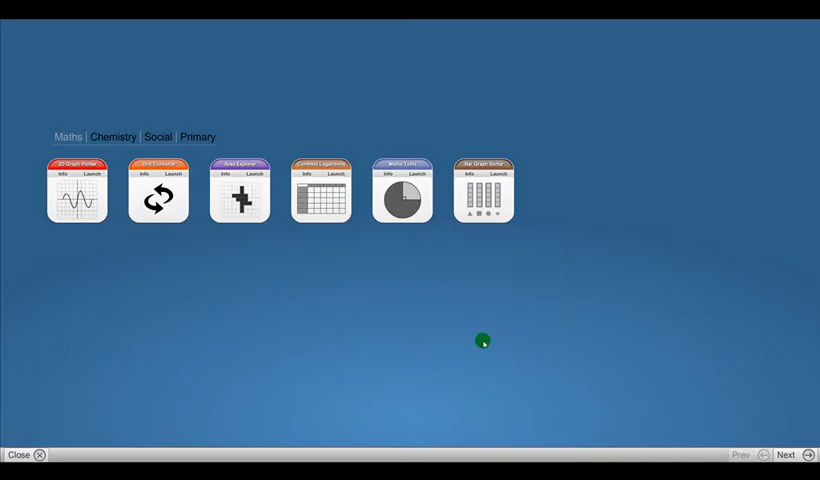 Maths | Chemistry | Social | Primary
3D Graph Plotter Unit Converter Area Explorer Common Logarithms Maths Tools Bar Graph Sorter
Info Launch Info Launch Info Launch Info Launch Info Launch Info Launch
Close Prev Next